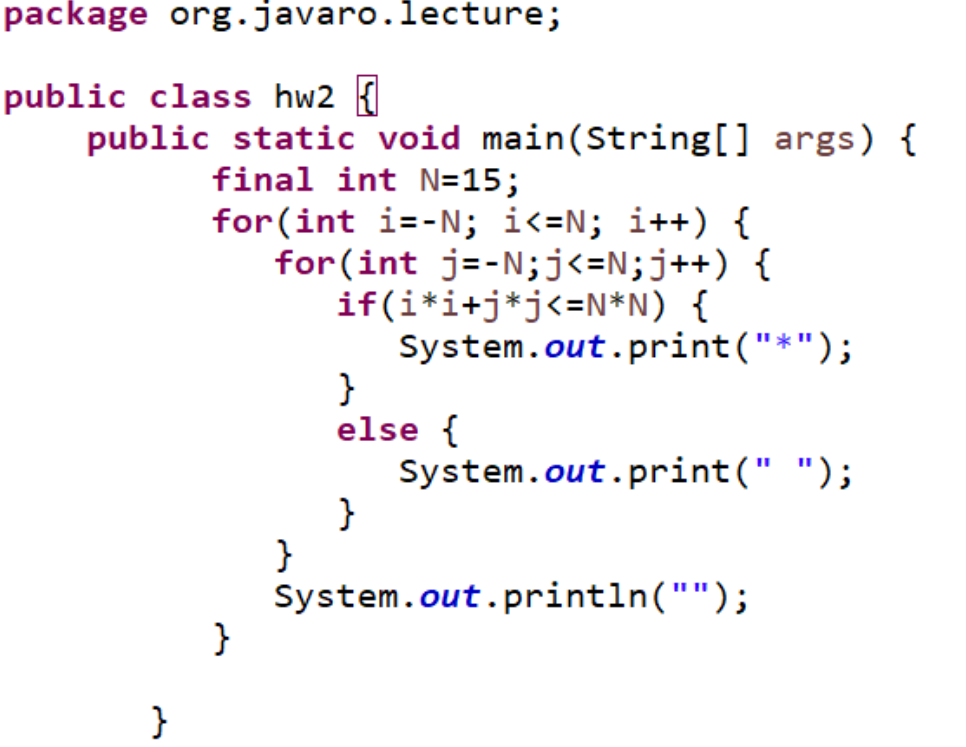 package org.javaro.lecture;
public class hw2 {
public static void main(String[] args) {
final int N=15;
for(int i=-N; i<=N; i++) {
for(int j=-N;j<=N;j++) {
if(i*i+j*j<=N*N) {
System.out.print("*");
}
else {
System.out.print(" ");
}
}
System.out.println("");
}
}